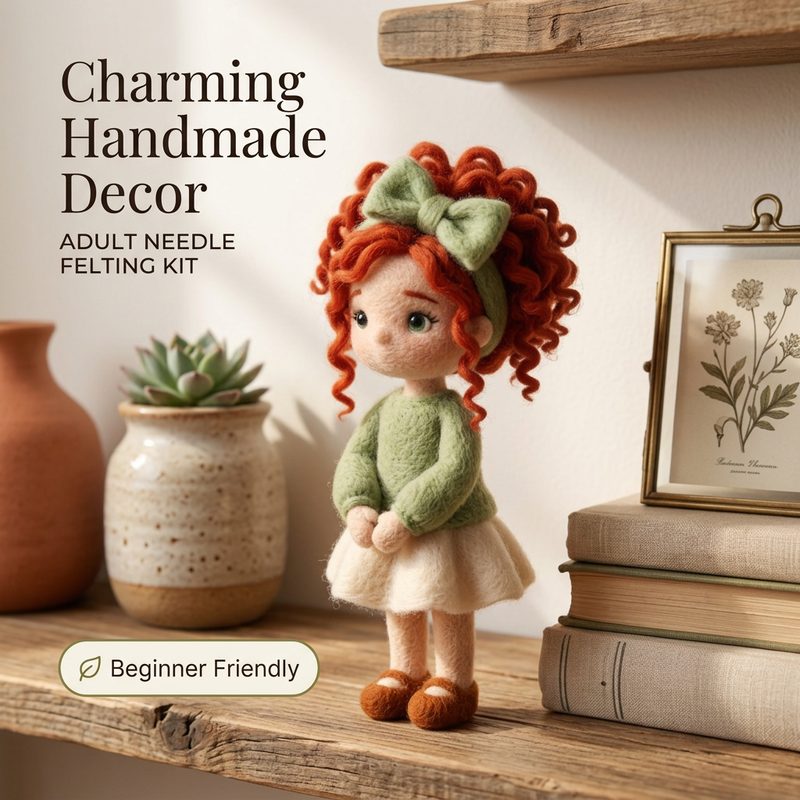 Charming
Handmade
Decor
ADULT NEEDLE
FELTING KIT
Beginner Friendly